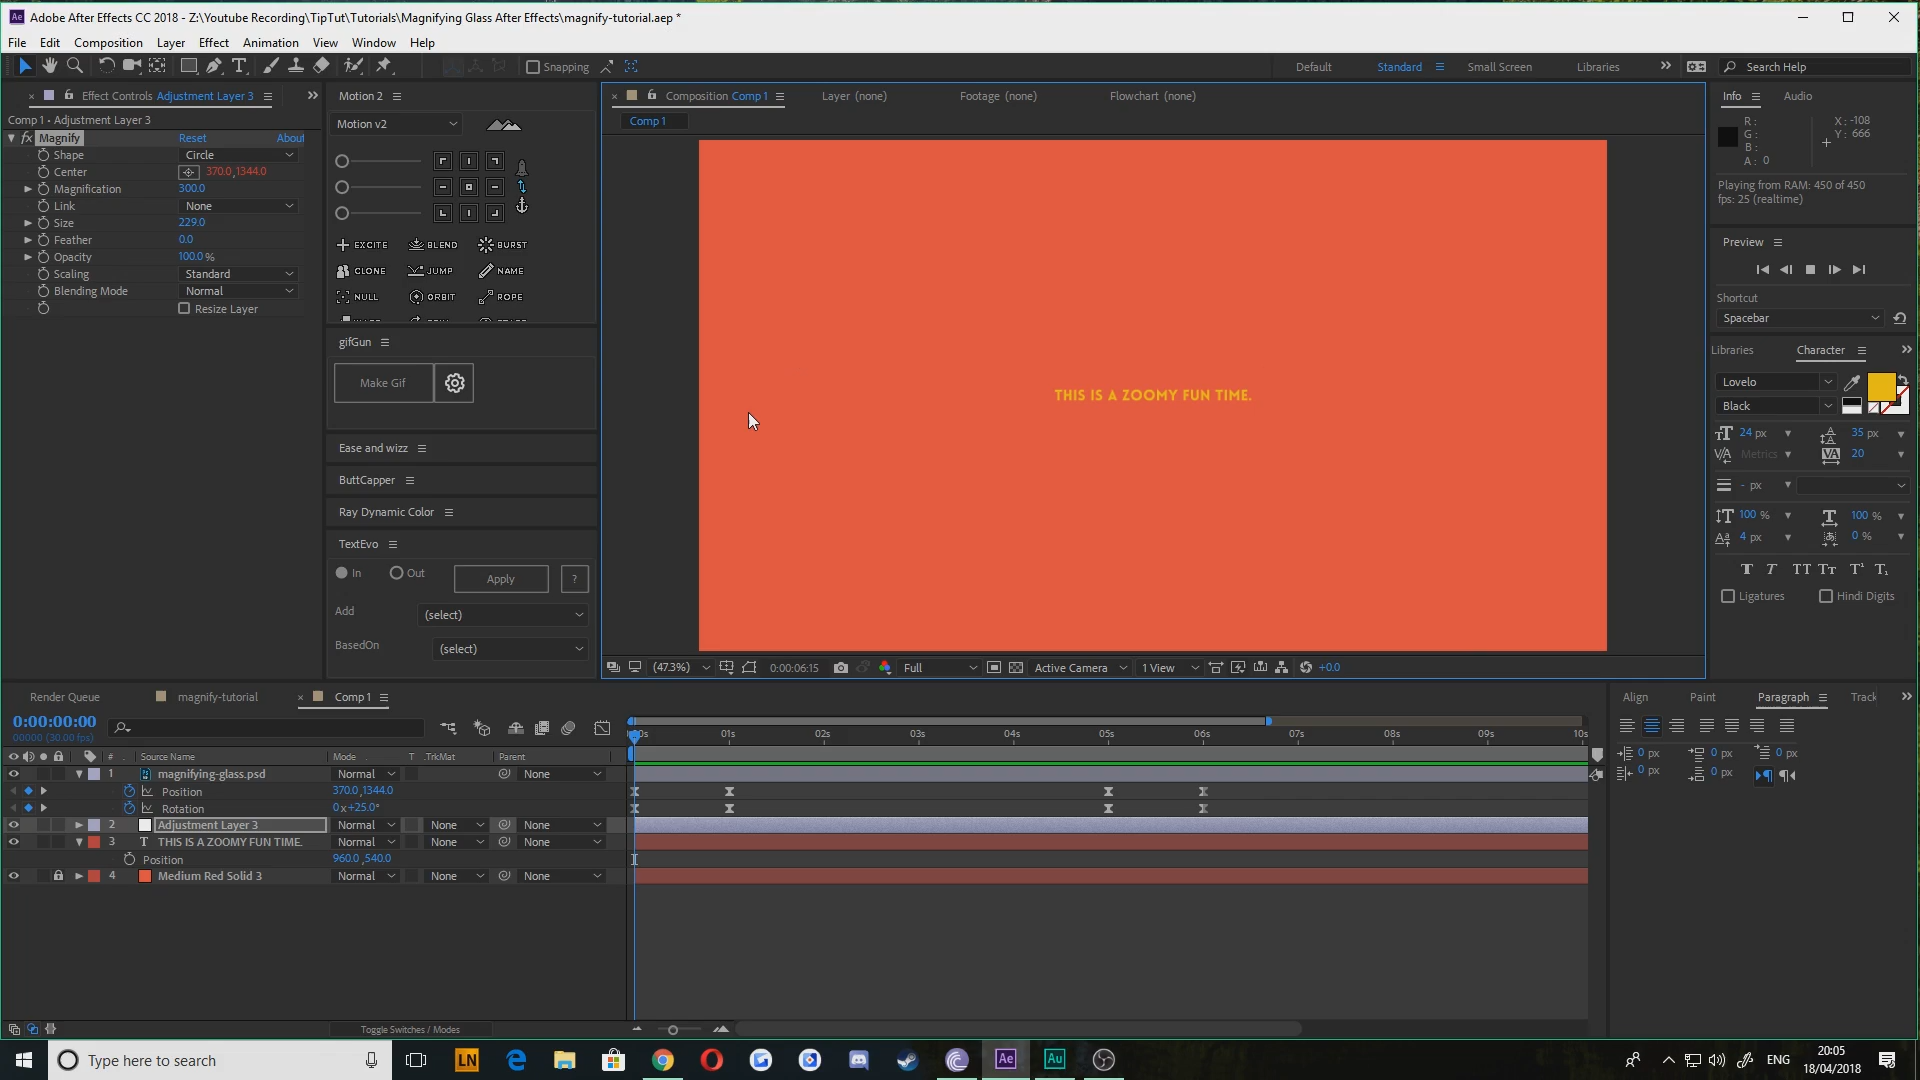 Adobe After Effects CC 2018 - Z:\Youtube Recording\TipTut\Tutorials\Magnifying Glass After Effects\magnify-tutorial.aep *
File Edit Composition Layer Effect Animation View Window Help
Snapping
Default Standard Small Screen Libraries Search Help
Effect Controls Adjustment Layer 3
Comp 1 • Adjustment Layer 3
fx Magnify Reset About
Shape Circle
Center 370.0,1344.0
Magnification 300.0
Link None
Size 229.0
Feather 0.0
Opacity 100.0 %
Scaling Standard
Blending Mode Normal
Resize Layer
Motion 2
Motion v2
EXCITE BLEND BURST
CLONE JUMP NAME
NULL ORBIT ROPE
gifGun
Make Gif
Ease and wizz
ButtCapper
Ray Dynamic Color
TextEvo
In Out Apply ?
Add (select)
BasedOn (select)
Composition Comp 1 Layer (none) Footage (none) Flowchart (none)
Comp 1
THIS IS A ZOOMY FUN TIME.
(47.3%) 0:00:06:15 Full Active Camera 1 View +0.0
Info Audio
R : X : -108
G : Y : 666
B :
A : 0
Playing from RAM: 450 of 450
fps: 25 (realtime)
Preview
Shortcut
Spacebar
Libraries Character
Lovelo
Black
24 px 35 px
Metrics 20
- px
100 % 100 %
4 px 0 %
Ligatures Hindi Digits
Render Queue magnify-tutorial Comp 1
0:00:00:00
00000 (30.00 fps)
# Source Name Mode T .TrkMat Parent
1 magnifying-glass.psd Normal None
Position 370.0,1344.0
Rotation 0x+25.0°
2 Adjustment Layer 3 Normal None None
3 T THIS IS A ZOOMY FUN TIME. Normal None None
Position 960.0,540.0
4 Medium Red Solid 3 Normal None None
01s 02s 03s 04s 05s 06s 07s 08s 09s 10s
Toggle Switches / Modes
Align Paint Paragraph Track
0 px 0 px 0 px
0 px 0 px
Type here to search
LN Ae Au
ENG
20:05
18/04/2018